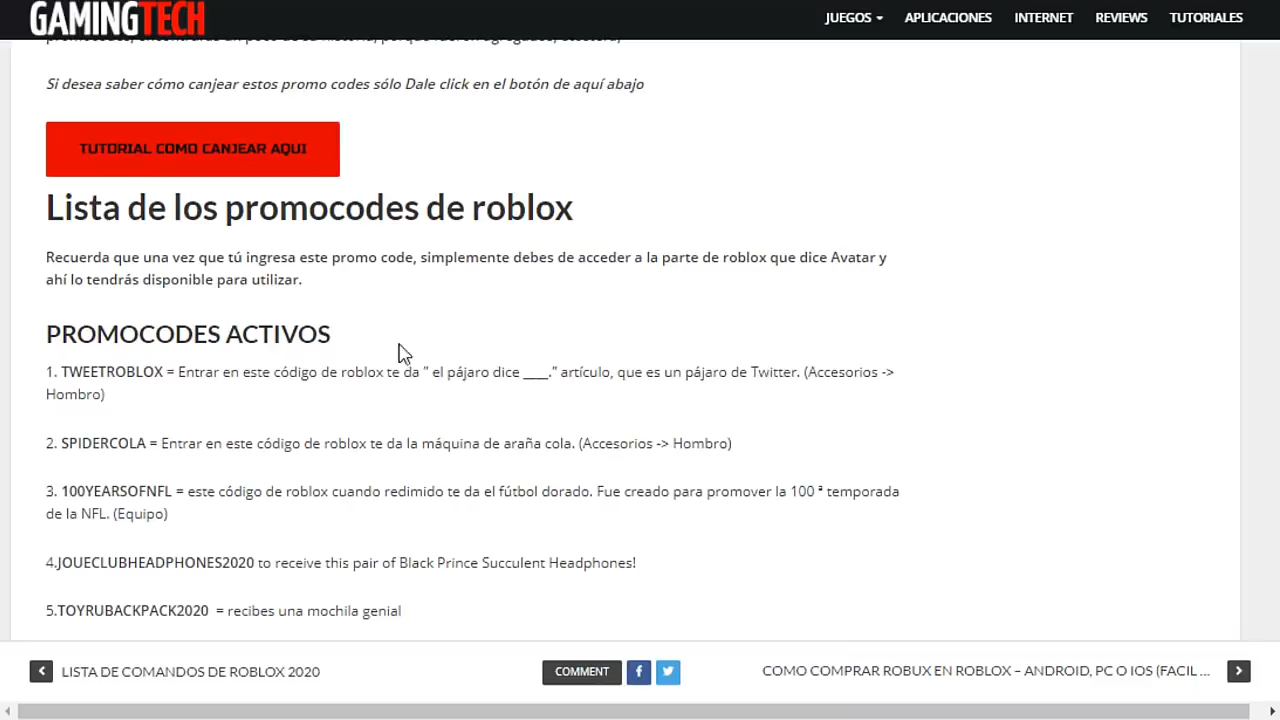 GAMINGTECH
JUEGOS APLICACIONES INTERNET REVIEWS TUTORIALES
Si desea saber cómo canjear estos promo codes sólo Dale click en el botón de aquí abajo
TUTORIAL COMO CANJEAR AQUI
Lista de los promocodes de roblox
Recuerda que una vez que tú ingresa este promo code, simplemente debes de acceder a la parte de roblox que dice Avatar y
ahí lo tendrás disponible para utilizar.
PROMOCODES ACTIVOS
1. TWEETROBLOX = Entrar en este código de roblox te da " el pájaro dice ____." artículo, que es un pájaro de Twitter. (Accesorios ->
Hombro)
2. SPIDERCOLA = Entrar en este código de roblox te da la máquina de araña cola. (Accesorios -> Hombro)
3. 100YEARSOFNFL = este código de roblox cuando redimido te da el fútbol dorado. Fue creado para promover la 100 ª temporada
de la NFL. (Equipo)
4.JOUECLUBHEADPHONES2020 to receive this pair of Black Prince Succulent Headphones!
5.TOYRUBACKPACK2020 = recibes una mochila genial
LISTA DE COMANDOS DE ROBLOX 2020
COMMENT
COMO COMPRAR ROBUX EN ROBLOX – ANDROID, PC O IOS (FACIL ...